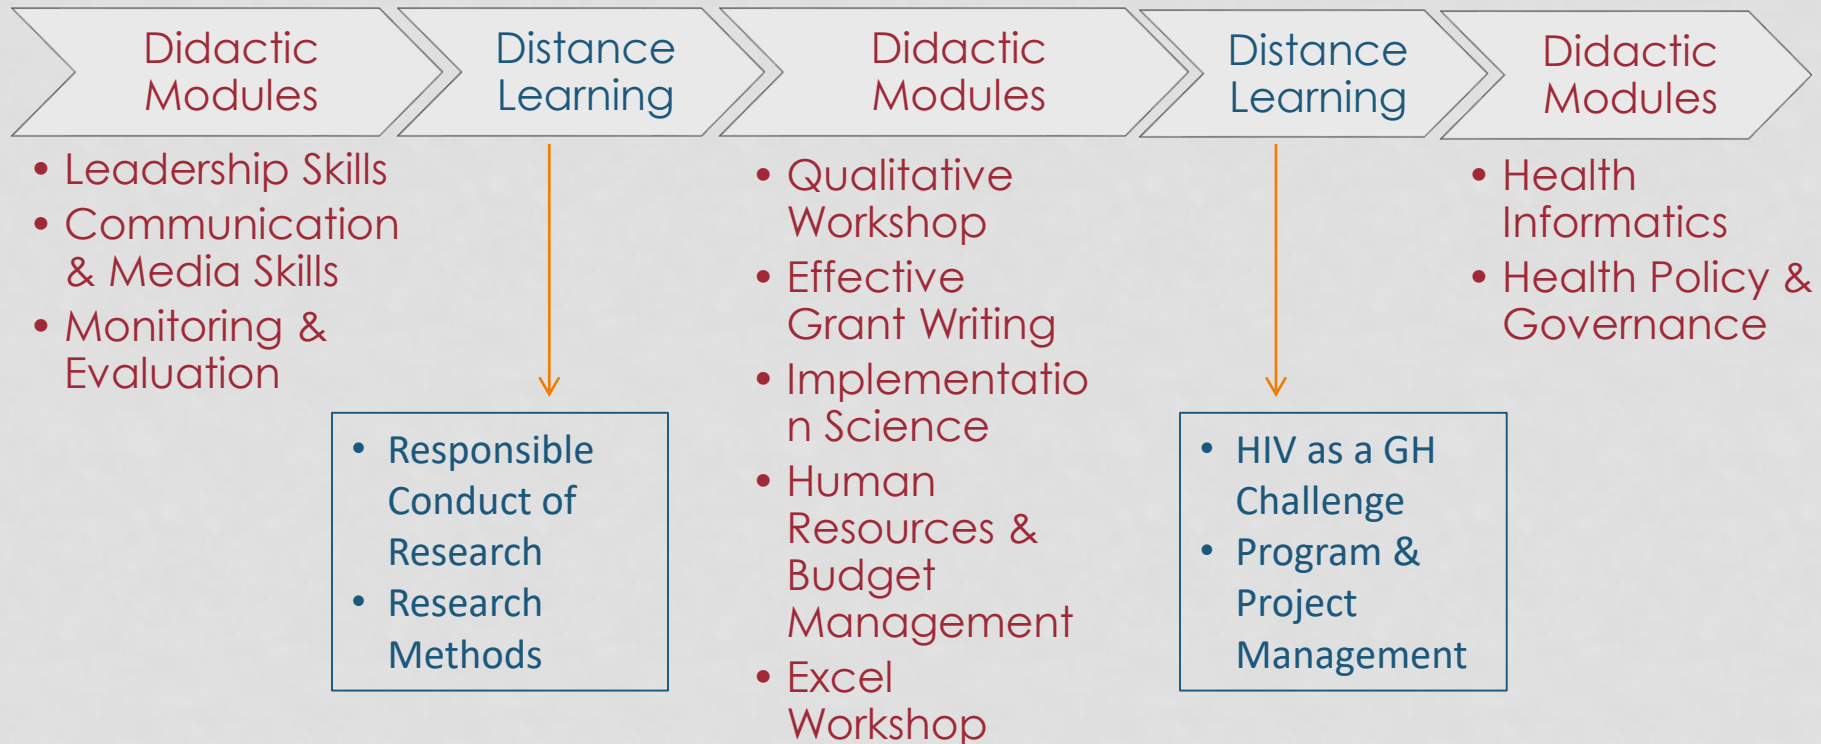 Didactic
Modules
Distance
Learning
Didactic
Modules
Distance
Learning
Didactic
Modules
• Leadership Skills
• Communication
& Media Skills
• Monitoring &
Evaluation
• Responsible
Conduct of
Research
• Research
Methods
• Qualitative
Workshop
• Effective
Grant Writing
• Implementatio
n Science
• Human
Resources &
Budget
Management
• Excel
Workshop
• HIV as a GH
Challenge
• Program &
Project
Management
• Health
Informatics
• Health Policy &
Governance